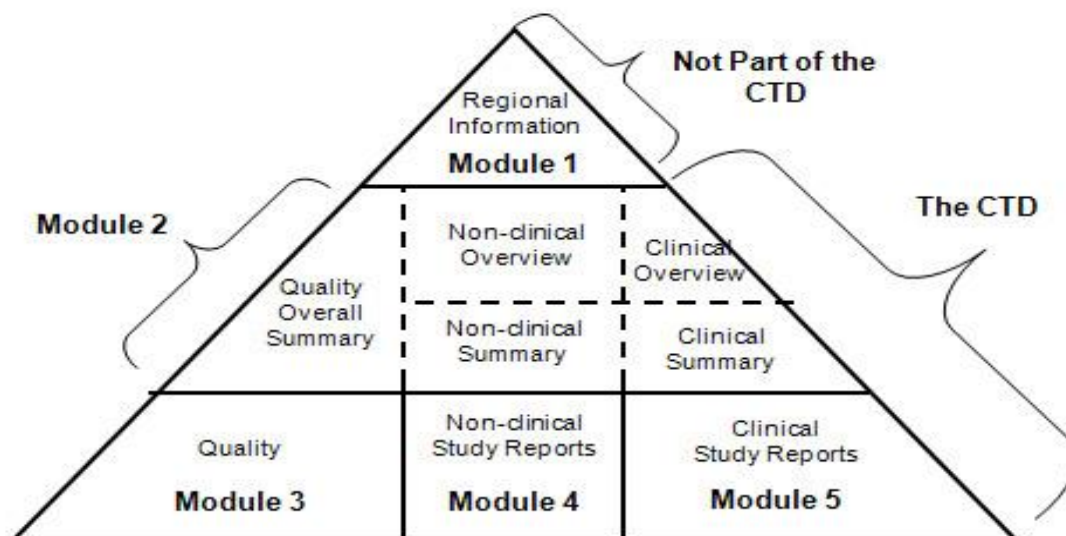 Not Part of the
CTD
Regional
Information
Module 1
Module 2
The CTD
Non-clinical
Overview
Clinical
Overview
Quality
Overall
Summary
Non-clinical
Summary
Clinical
Summary
Quality
Module 3
Non-clinical
Study Reports
Module 4
Clinical
Study Reports
Module 5